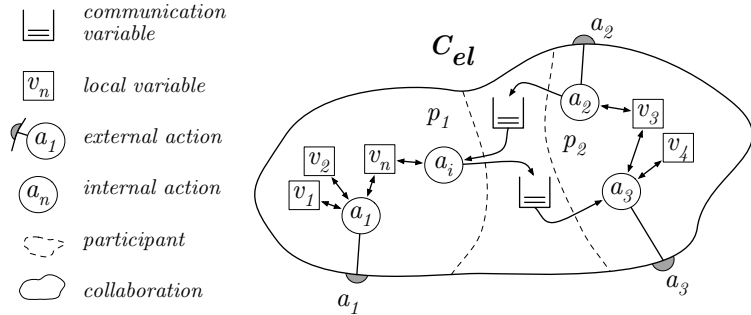 communication
variable
v_n local variable
a_1 external action
a_n internal action
participant
collaboration
C_el
a_2
p_1
a_2
v_3
p_2
v_4
v_2
v_n
a_i
v_1
a_1
a_3
a_1
a_3